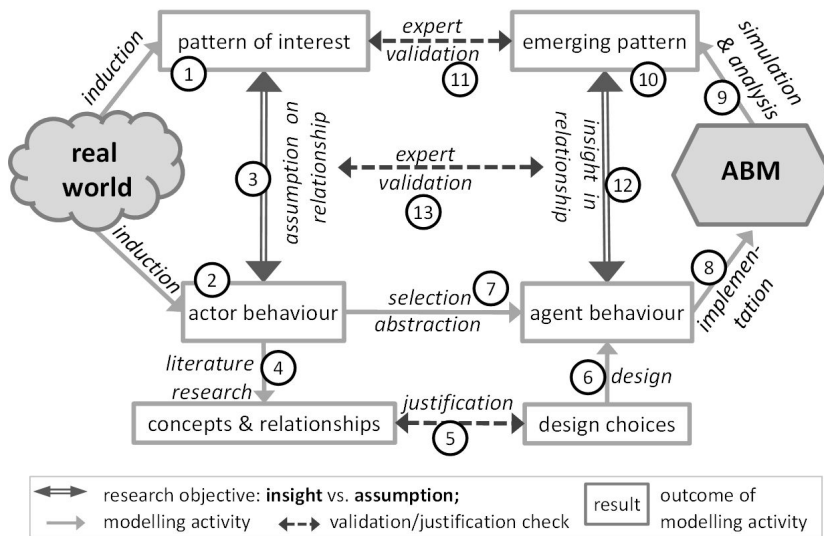 pattern of interest
1
expert
validation
11
emerging pattern
10
induction
simulation
& analysis
9
real
world
3
assumption on
relationship
expert
validation
13
insight in
relationship
12
ABM
induction
2
actor behaviour
selection
abstraction
7
agent behaviour
8
implemen-
tation
literature
research
4
6
design
concepts & relationships
justification
5
design choices
research objective: insight vs. assumption;
modelling activity
validation/justification check
result
outcome of
modelling activity